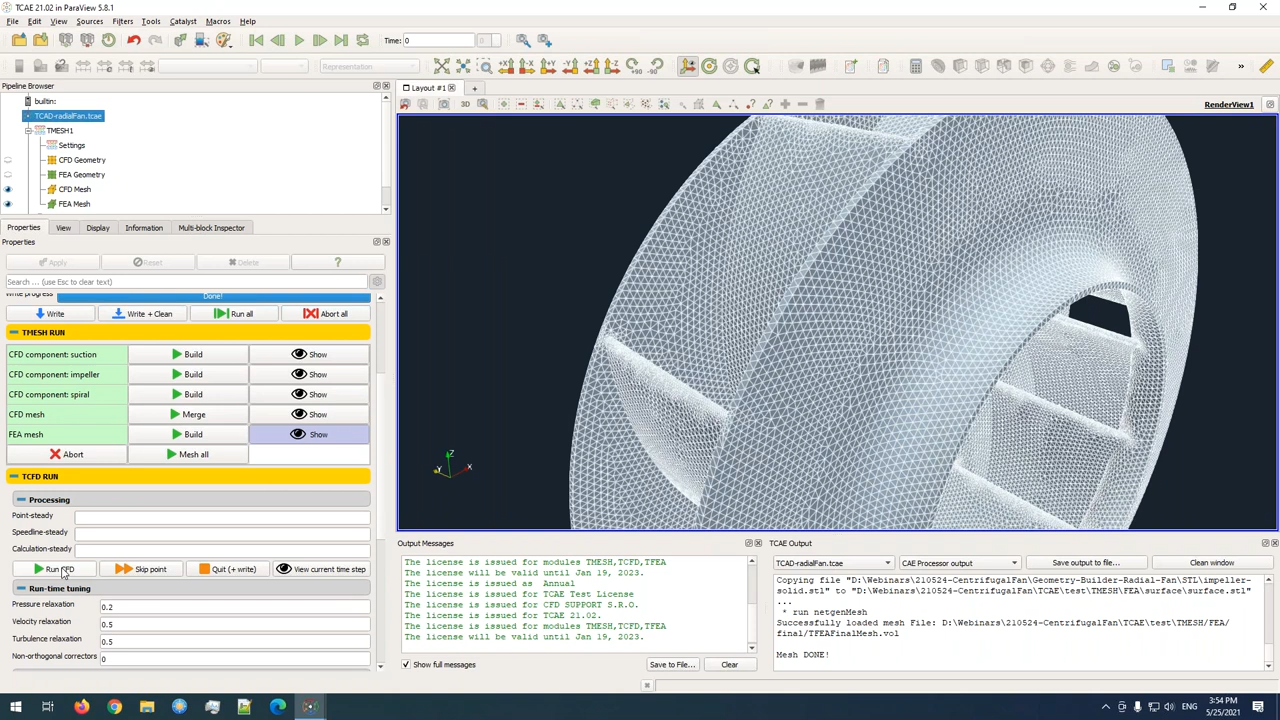 TCAE 21.02 in ParaView 5.8.1
File Edit View Sources Filters Tools Catalyst Macros Help
Time: 0
0
Representation
+X -X +Y -Y +Z -Z +90 -90
Pipeline Browser
builtin:
TCAD-radialFan.tcae
TMESH1
Settings
CFD Geometry
FEA Geometry
CFD Mesh
FEA Mesh
Properties View Display Information Multi-block Inspector
Properties
Apply Reset Delete ?
Search ... (use Esc to clear text)
Write progress Done!
Write Write + Clean Run all Abort all
TMESH RUN
CFD component: suction Build Show
CFD component: impeller Build Show
CFD component: spiral Build Show
CFD mesh Merge Show
FEA mesh Build Show
Abort Mesh all
TCFD RUN
Processing
Point-steady
Speedline-steady
Calculation-steady
Run CFD Skip point Quit (+ write) View current time step
Run-time tuning
Pressure relaxation 0.2
Velocity relaxation 0.5
Turbulence relaxation 0.5
Non-orthogonal correctors 0
Layout #1 +
3D RenderView1
Z
Y X
Output Messages
The license is issued for modules TMESH,TCFD,TFEA
The license will be valid until Jan 19, 2023.
The license is issued as  Annual
The license is issued for TCAE Test License
The license is issued for CFD SUPPORT S.R.O.
The license is issued for TCAE 21.02.
The license is issued for modules TMESH,TCFD,TFEA
The license will be valid until Jan 19, 2023.
Show full messages Save to File... Clear
TCAE Output
TCAD-radialFan.tcae CAE Processor output Save output to file... Clean window
Copying file "D:\Webinars\210524-CentrifugalFan\Geometry-Builder-Radial-Fan\STL\impeller-
solid.stl" to "D:\Webinars\210524-CentrifugalFan\TCAE\test\TMESH\FEA\surface\surface.stl"
...
* run netgenMesh
Successfully loaded mesh File: D:\Webinars\210524-CentrifugalFan\TCAE\test\TMESH/FEA/
final/TFEAFinalMesh.vol
Mesh DONE!
ENG
3:54 PM
5/25/2021